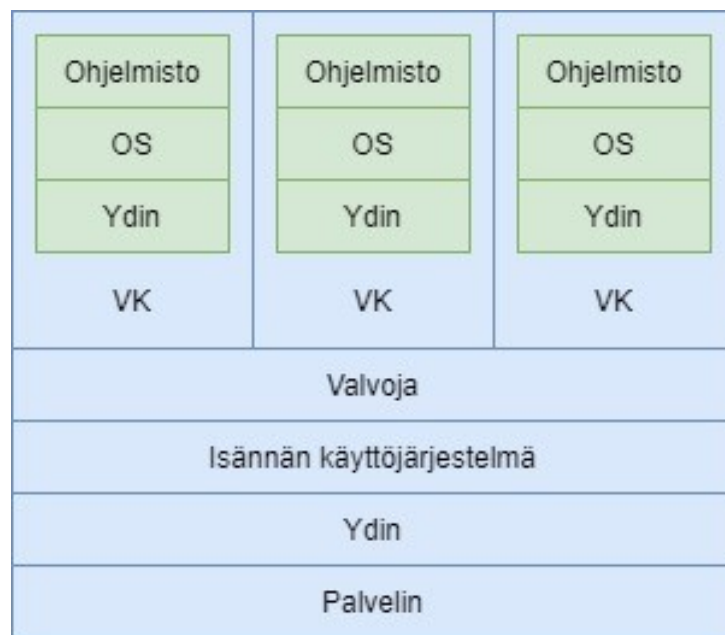 Ohjelmisto Ohjelmisto Ohjelmisto
OS OS OS
Ydin Ydin Ydin
VK VK VK
Valvoja
Isännän käyttöjärjestelmä
Ydin
Palvelin